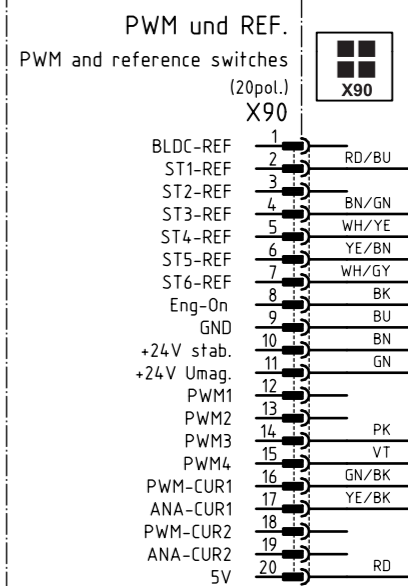 PWM und REF.
PWM and reference switches
(20pol.)
X90
X90
BLDC-REF 1
ST1-REF 2 RD/BU
ST2-REF 3
ST3-REF 4 BN/GN
ST4-REF 5 WH/YE
ST5-REF 6 YE/BN
ST6-REF 7 WH/GY
Eng-On 8 BK
GND 9 BU
+24V stab. 10 BN
+24V Umag. 11 GN
PWM1 12
PWM2 13
PWM3 14 PK
PWM4 15 VT
PWM-CUR1 16 GN/BK
ANA-CUR1 17 YE/BK
PWM-CUR2 18
ANA-CUR2 19
5V 20 RD